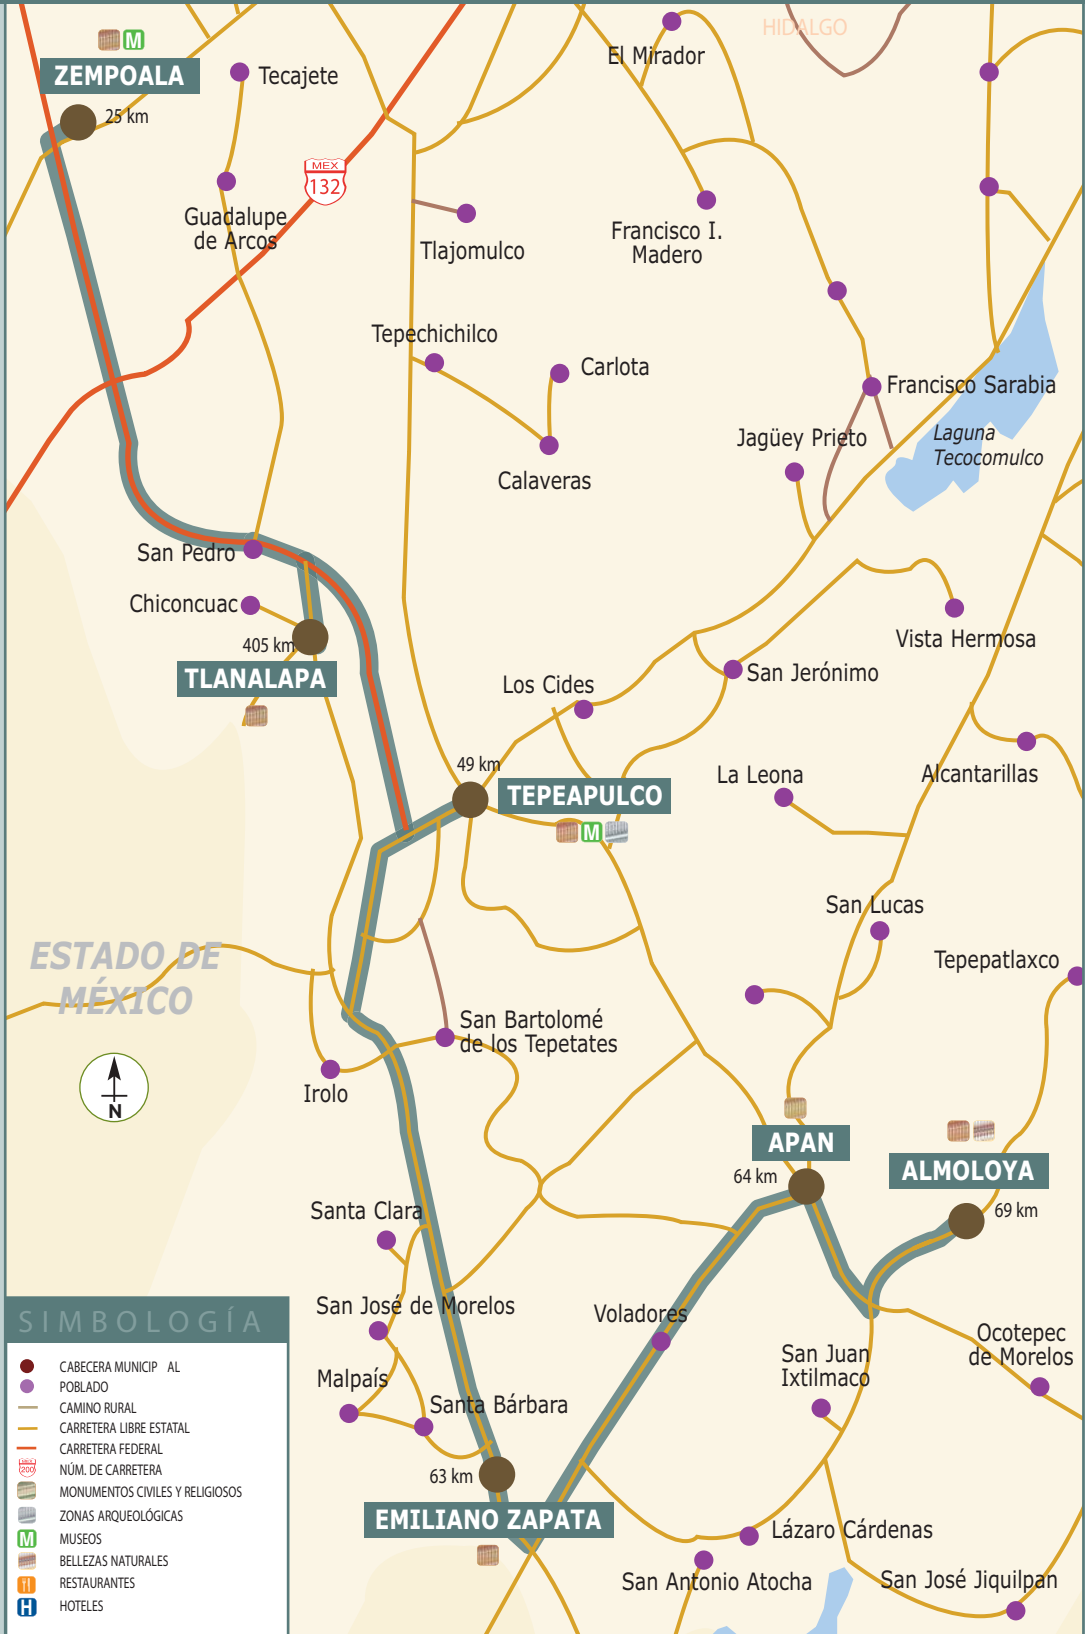 HIDALGO
M
El Mirador
ZEMPOALA
Tecajete
25 km
MEX
132
Guadalupe
de Arcos
Tlajomulco
Francisco I.
Madero
Tepechichilco
Carlota
Francisco Sarabia
Jagüey Prieto
Laguna
Tecocomulco
Calaveras
San Pedro
Chiconcuac
Vista Hermosa
405 km
TLANALAPA
San Jerónimo
Los Cides
49 km
La Leona
Alcantarillas
TEPEAPULCO
M
San Lucas
ESTADO DE
MÉXICO
Tepepatlaxco
San Bartolomé
de los Tepetates
Irolo
N
APAN
ALMOLOYA
64 km
69 km
Santa Clara
San José de Morelos
Voladores
San Juan
Ixtilmaco
Ocotepec
de Morelos
Malpaís
Santa Bárbara
63 km
EMILIANO ZAPATA
Lázaro Cárdenas
San Antonio Atocha
San José Jiquilpan
SIMBOLOGÍA
CABECERA MUNICIP AL
POBLADO
CAMINO RURAL
CARRETERA LIBRE ESTATAL
CARRETERA FEDERAL
MEX
200
NÚM. DE CARRETERA
MONUMENTOS CIVILES Y RELIGIOSOS
ZONAS ARQUEOLÓGICAS
M
MUSEOS
BELLEZAS NATURALES
RESTAURANTES
H
HOTELES